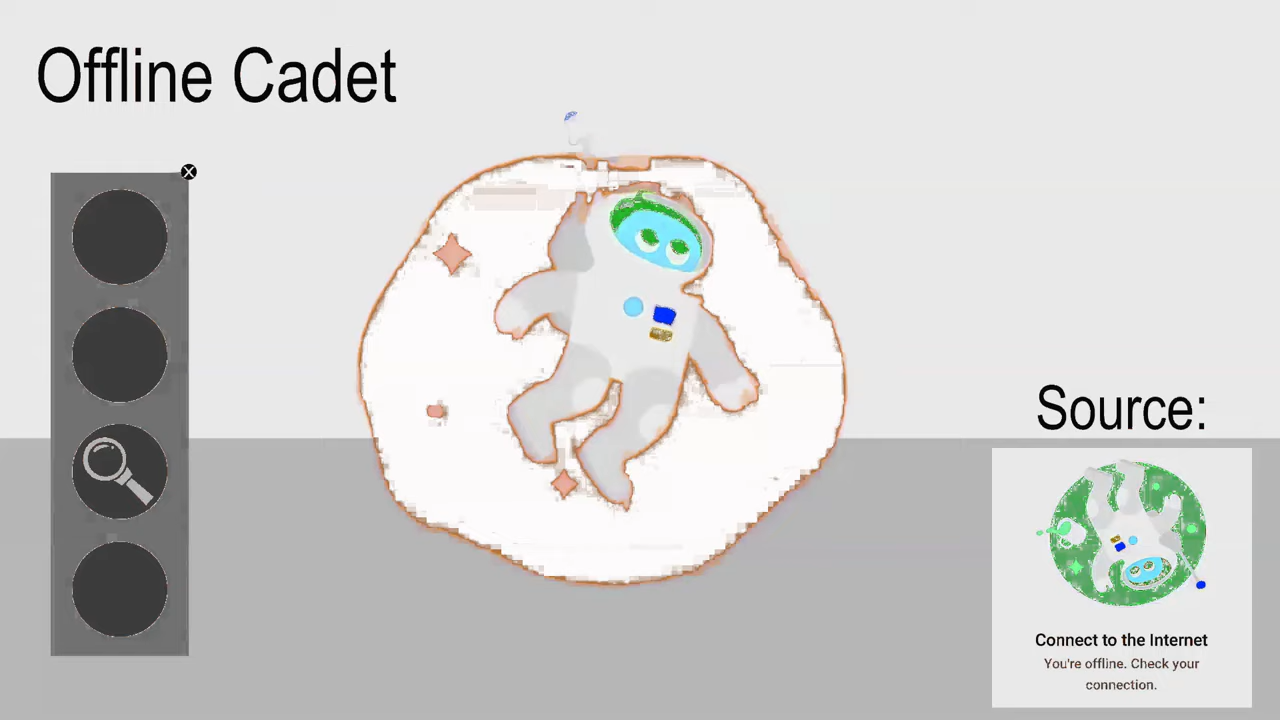 Offline Cadet
Source:
Connect to the Internet
You're offline. Check your
connection.